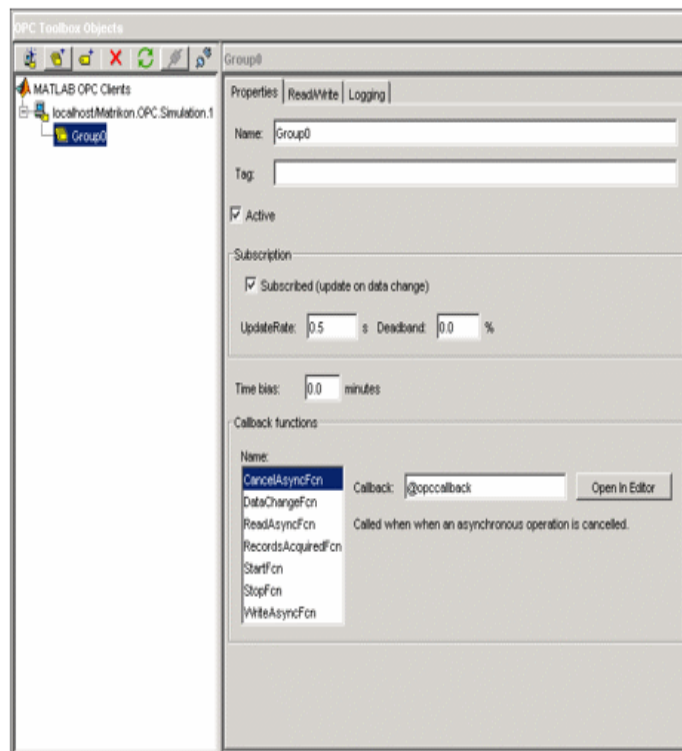 OPC Toolbox Objects
MATLAB OPC Clients
localhost/Matrikon.OPC.Simulation.1
Group0
Group0
Properties
Read/Write
Logging
Name:
Group0
Tag:
Active
Subscription
Subscribed (update on data change)
UpdateRate: 0.5 s Deadband: 0.0 %
Time bias: 0.0 minutes
Callback functions
Name:
CancelAsyncFcn
DataChangeFcn
ReadAsyncFcn
RecordsAcquiredFcn
StartFcn
StopFcn
WriteAsyncFcn
Callback: @opccallback
Open In Editor
Called when when an asynchronous operation is cancelled.